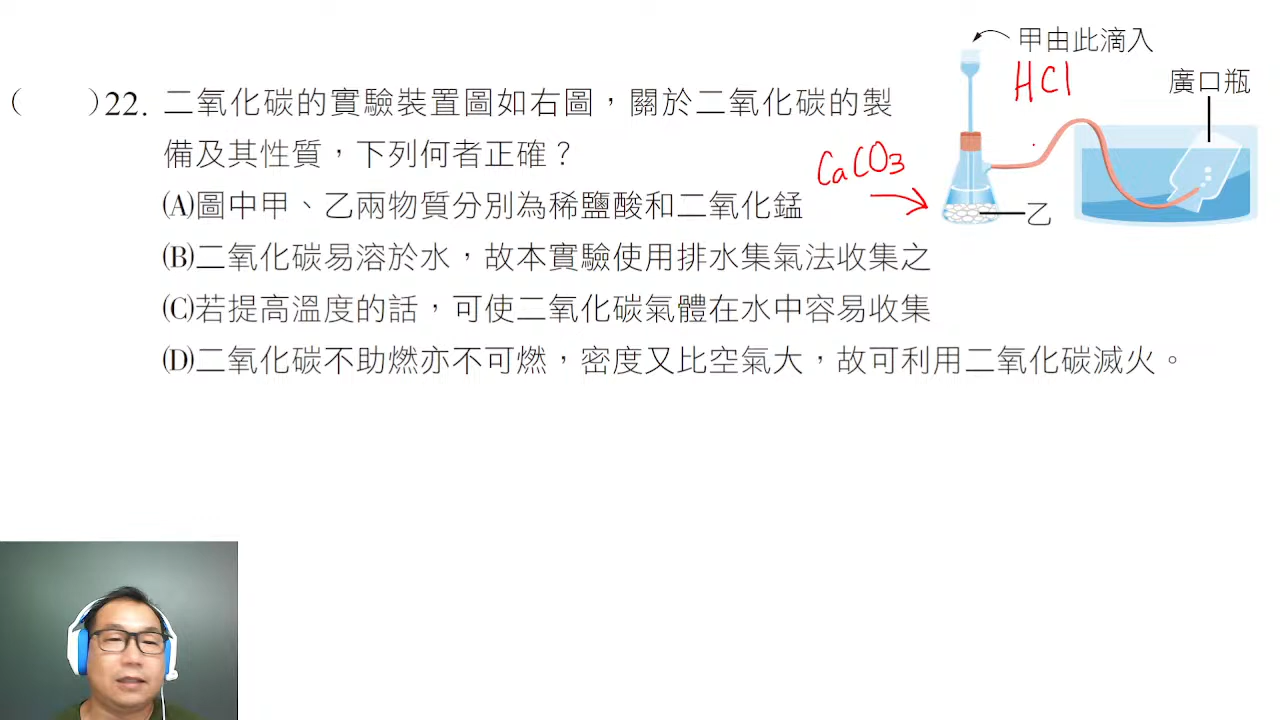 甲由此滴入
HCl
廣口瓶
CaCO3
乙
( )22. 二氧化碳的實驗裝置圖如右圖，關於二氧化碳的製
備及其性質，下列何者正確？
(A)圖中甲、乙兩物質分別為稀鹽酸和二氧化錳
(B)二氧化碳易溶於水，故本實驗使用排水集氣法收集之
(C)若提高溫度的話，可使二氧化碳氣體在水中容易收集
(D)二氧化碳不助燃亦不可燃，密度又比空氣大，故可利用二氧化碳滅火。